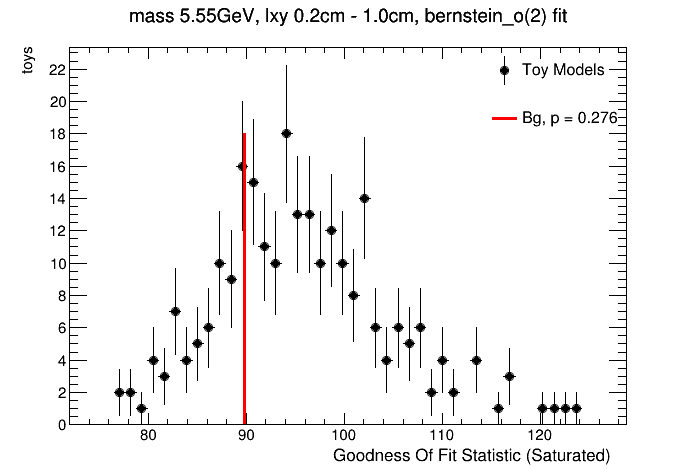 mass 5.55GeV, lxy 0.2cm - 1.0cm, bernstein_o(2) fit
toys
Toy Models
Bg, p = 0.276
22
20
18
16
14
12
10
8
6
4
2
0
80 90 100 110 120
Goodness Of Fit Statistic (Saturated)